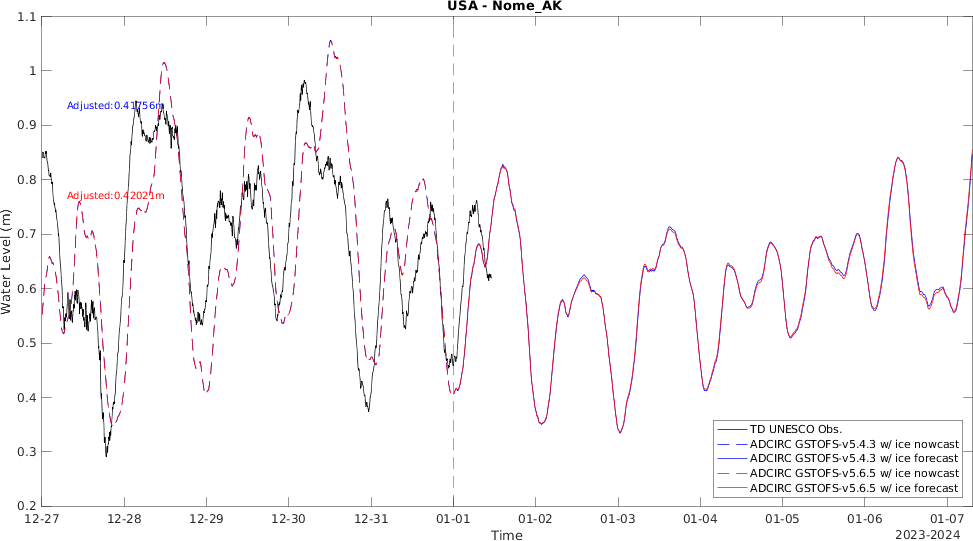 USA - Nome_AK
1.1
1
0.9
0.8
0.7
0.6
0.5
0.4
0.3
0.2
Water Level (m)
Adjusted:0.41756m
Adjusted:0.42021m
TD UNESCO Obs.
ADCIRC GSTOFS-v5.4.3 w/ ice nowcast
ADCIRC GSTOFS-v5.4.3 w/ ice forecast
ADCIRC GSTOFS-v5.6.5 w/ ice nowcast
ADCIRC GSTOFS-v5.6.5 w/ ice forecast
12-27 12-28 12-29 12-30 12-31 01-01 01-02 01-03 01-04 01-05 01-06 01-07
Time
2023-2024